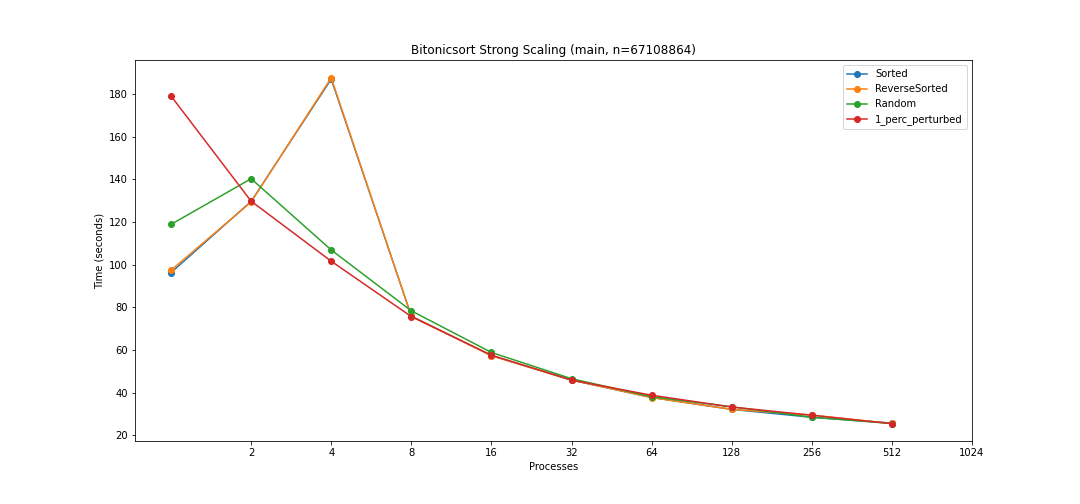 Bitonicsort Strong Scaling (main, n=67108864)
Sorted
ReverseSorted
Random
1_perc_perturbed
Time (seconds)
180
160
140
120
100
80
60
40
20
2 4 8 16 32 64 128 256 512 1024
Processes